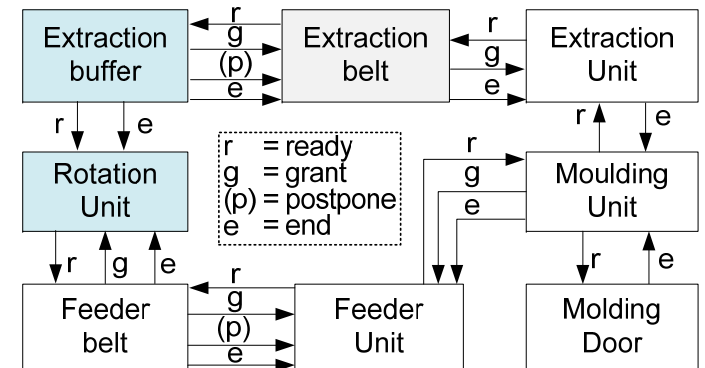 r
Extraction buffer
g
(p)
e
Extraction belt
r
g
e
Extraction Unit
r
e
r
e
Rotation Unit
r = ready
g = grant
(p) = postpone
e = end
r
g
e
Moulding Unit
r
g
e
r
e
Feeder belt
r
g
(p)
e
Feeder Unit
Molding Door